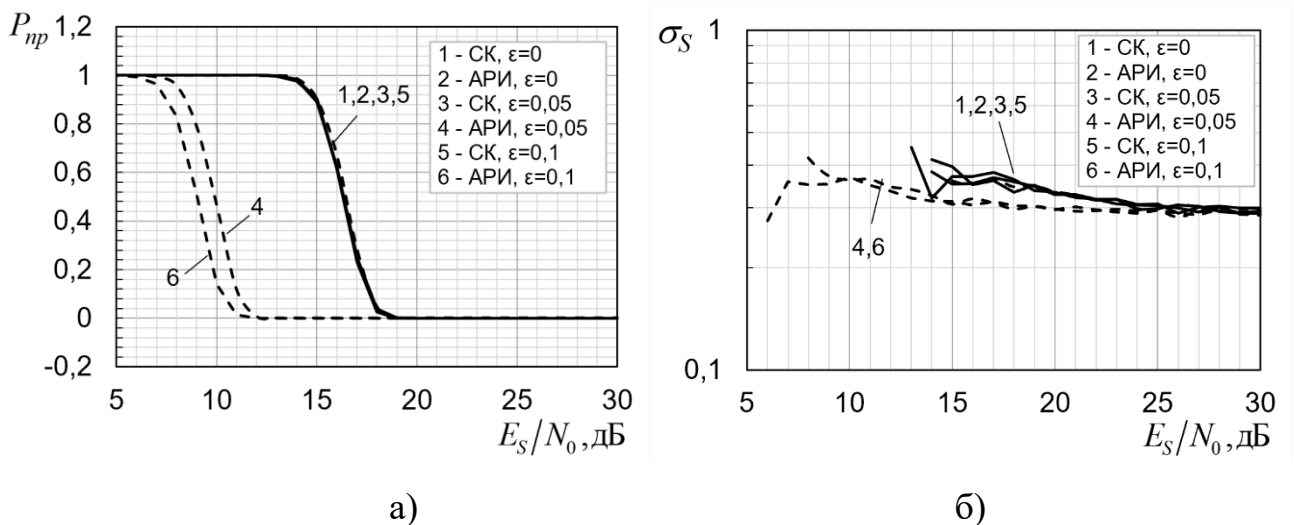 P_пр
1,2
1
0,8
0,6
0,4
0,2
0
-0,2
5 10 15 20 25 30
E_S/N_0, дБ
1 - СК, ε=0
2 - АРИ, ε=0
3 - СК, ε=0,05
4 - АРИ, ε=0,05
5 - СК, ε=0,1
6 - АРИ, ε=0,1
1,2,3,5
4
6
а)
σ_S
1
0,1
5 10 15 20 25 30
E_S/N_0, дБ
1 - СК, ε=0
2 - АРИ, ε=0
3 - СК, ε=0,05
4 - АРИ, ε=0,05
5 - СК, ε=0,1
6 - АРИ, ε=0,1
1,2,3,5
4,6
б)